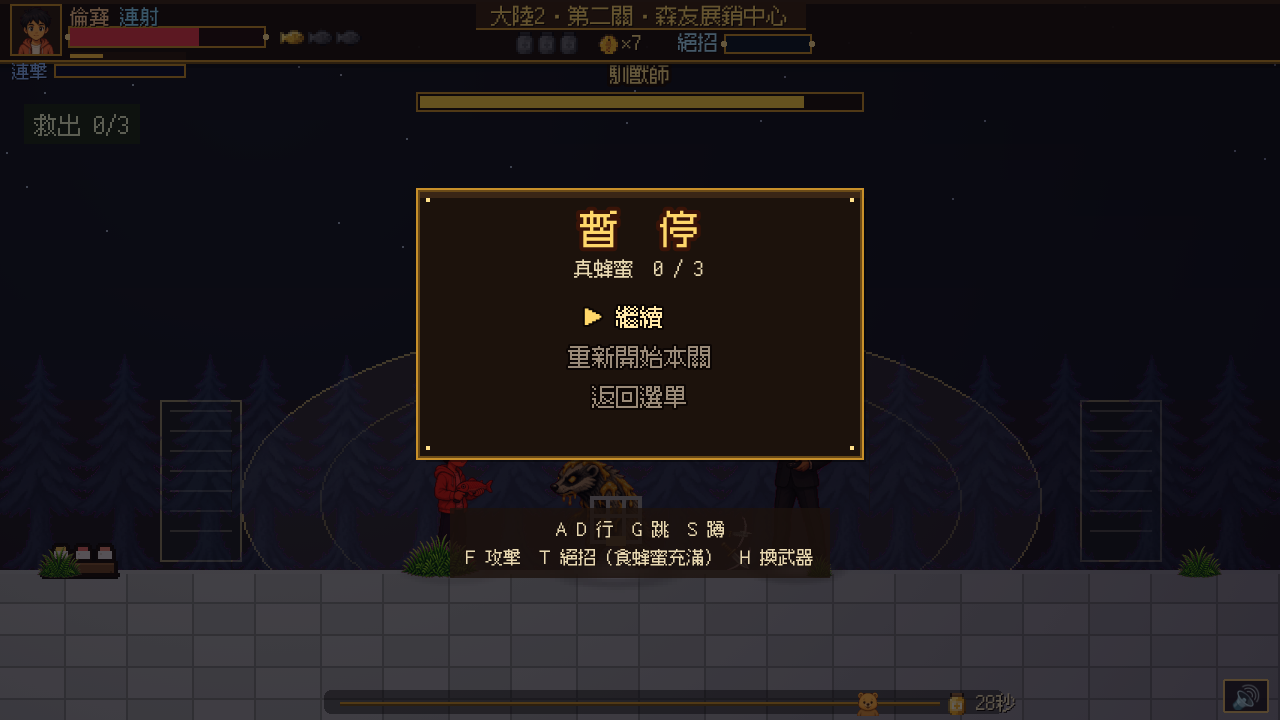 倫寶 連射
大陸2・第二關・森友展銷中心
×7 絕招
連擊
馴獸師
救出 0/3
暫 停
真蜂蜜 0 / 3
▶ 繼續
重新開始本關
返回選單
A D 行 G 跳 S 蹲
F 攻擊 T 絕招（食蜂蜜充滿） H 換武器
28秒